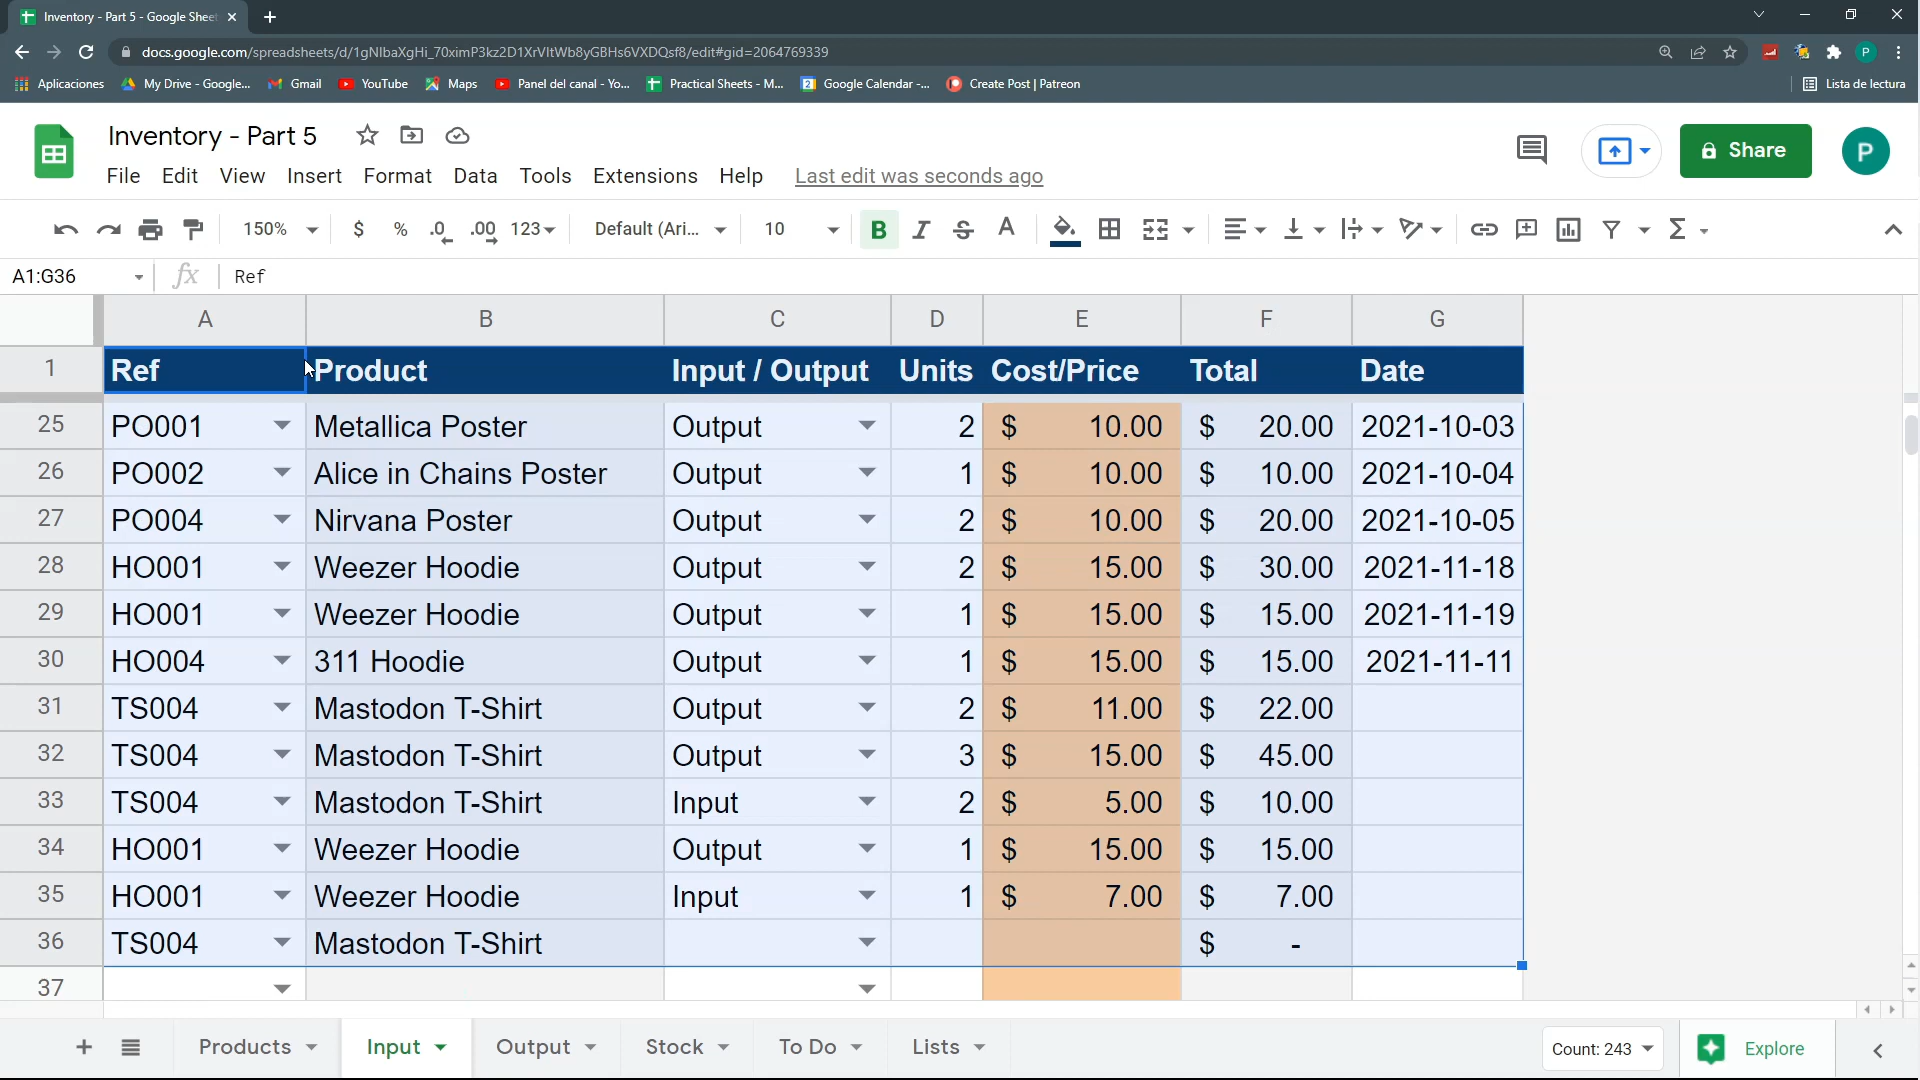 Inventory - Part 5 - Google Sheet
docs.google.com/spreadsheets/d/1gNlbaXgHi_70ximP3kz2D1XrVltWb8yGBHs6VXDQsf8/edit#gid=2064769339
P
Aplicaciones My Drive - Google... Gmail YouTube Maps Panel del canal - Yo... Practical Sheets - M... Google Calendar -... Create Post | Patreon Lista de lectura
Inventory - Part 5
Share
P
File Edit View Insert Format Data Tools Extensions Help Last edit was seconds ago
150% $ % .0 .00 123 Default (Ari... 10 B I S A Σ
A1:G36 fx Ref
A B C D E F G
1 Ref Product Input / Output Units Cost/Price Total Date
25 PO001 Metallica Poster Output 2 $ 10.00 $ 20.00 2021-10-03
26 PO002 Alice in Chains Poster Output 1 $ 10.00 $ 10.00 2021-10-04
27 PO004 Nirvana Poster Output 2 $ 10.00 $ 20.00 2021-10-05
28 HO001 Weezer Hoodie Output 2 $ 15.00 $ 30.00 2021-11-18
29 HO001 Weezer Hoodie Output 1 $ 15.00 $ 15.00 2021-11-19
30 HO004 311 Hoodie Output 1 $ 15.00 $ 15.00 2021-11-11
31 TS004 Mastodon T-Shirt Output 2 $ 11.00 $ 22.00
32 TS004 Mastodon T-Shirt Output 3 $ 15.00 $ 45.00
33 TS004 Mastodon T-Shirt Input 2 $ 5.00 $ 10.00
34 HO001 Weezer Hoodie Output 1 $ 15.00 $ 15.00
35 HO001 Weezer Hoodie Input 1 $ 7.00 $ 7.00
36 TS004 Mastodon T-Shirt $ -
37
Products Input Output Stock To Do Lists Count: 243 Explore